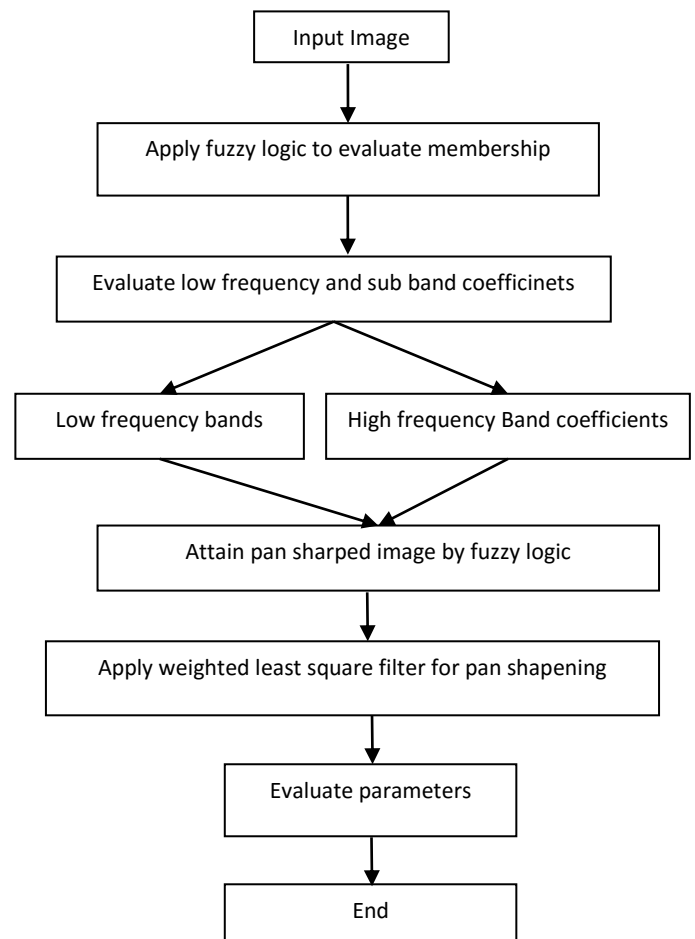 Input Image
Apply fuzzy logic to evaluate membership
Evaluate low frequency and sub band coefficinets
Low frequency bands
High frequency Band coefficients
Attain pan sharped image by fuzzy logic
Apply weighted least square filter for pan shapening
Evaluate parameters
End